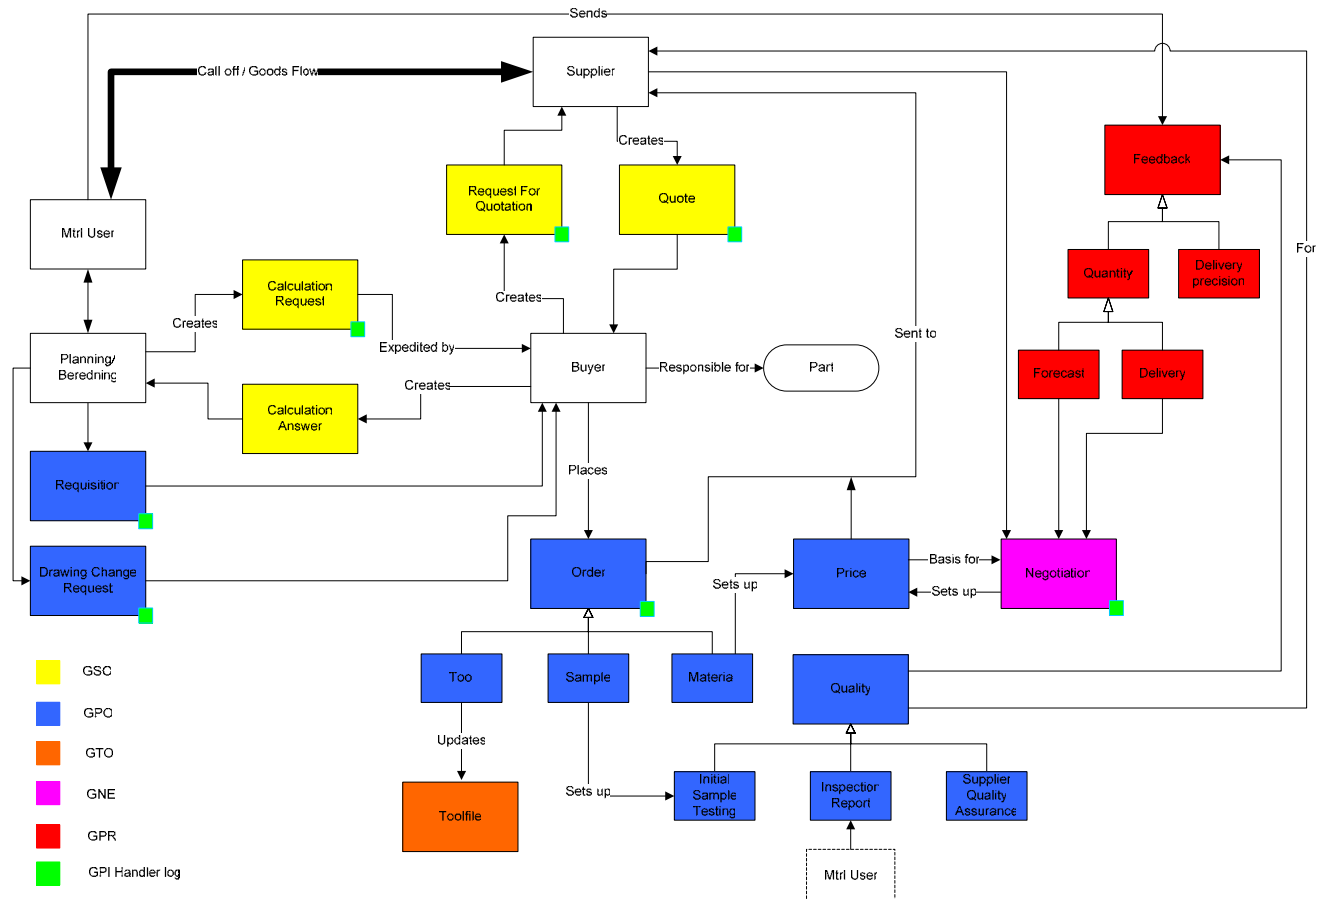 Sends
Supplier
Call off / Goods Flow
Creates
Feedback
Request For
Quotation
Quote
Mtrl User
For
Quantity
Delivery
precision
Calculation
Request
Creates
Creates
Sent to
Expedited by
Planning/
Beredning
Buyer
Responsible for
Part
Forecast
Delivery
Creates
Calculation
Answer
Places
Requisition
Drawing Change
Request
Order
Price
Basis for
Negotiation
Sets up
Sets up
GSO
Too
Sample
Materia
Quality
GPO
Updates
GTO
Sets up
Initial
Sample
Testing
Inspection
Report
Supplier
Quality
Assurance
GNE
Toolfile
GPR
GPI Handler log
Mtrl User